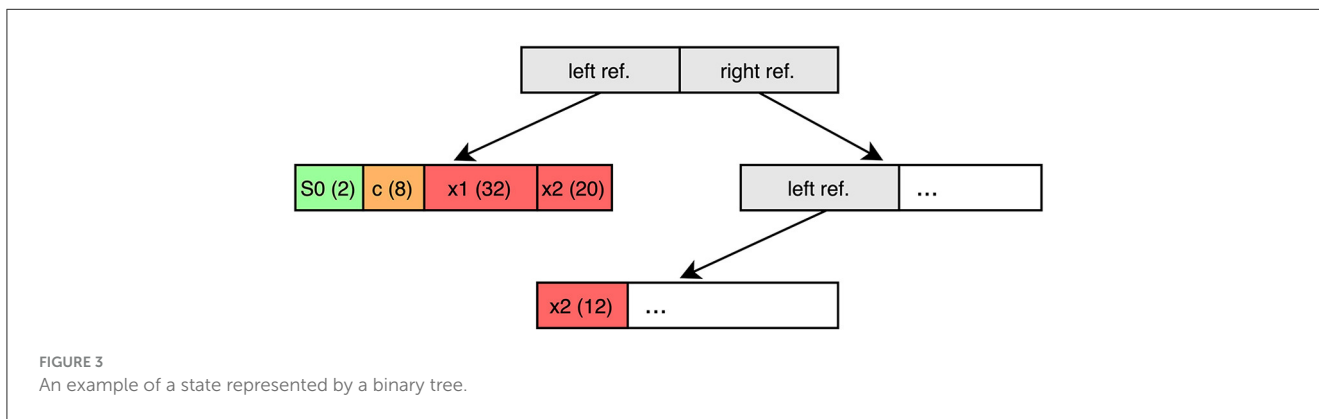 left ref. right ref.
S0 (2) c (8) x1 (32) x2 (20)
left ref. ...
x2 (12) ...
FIGURE 3
An example of a state represented by a binary tree.